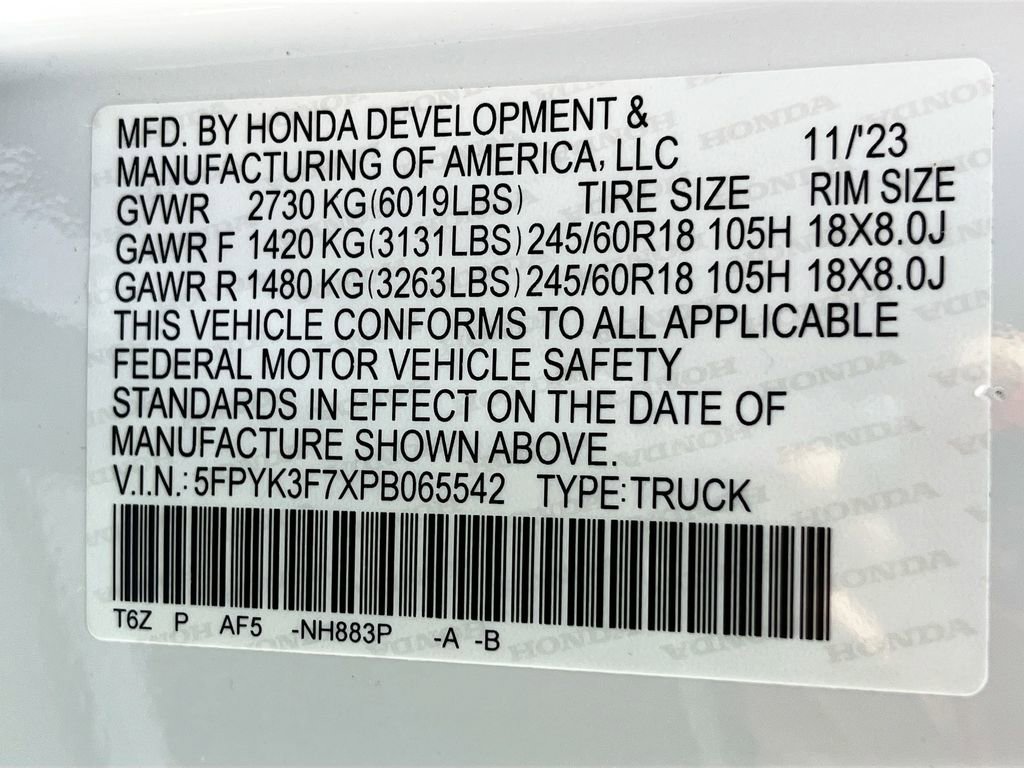 MFD. BY HONDA DEVELOPMENT &
MANUFACTURING OF AMERICA, LLC 11/'23
GVWR 2730 KG(6019LBS) TIRE SIZE RIM SIZE
GAWR F 1420 KG(3131LBS) 245/60R18 105H 18X8.0J
GAWR R 1480 KG(3263LBS) 245/60R18 105H 18X8.0J
THIS VEHICLE CONFORMS TO ALL APPLICABLE
FEDERAL MOTOR VEHICLE SAFETY
STANDARDS IN EFFECT ON THE DATE OF
MANUFACTURE SHOWN ABOVE.
V.I.N.: 5FPYK3F7XPB065542 TYPE: TRUCK
T6Z P AF5 -NH883P -A -B